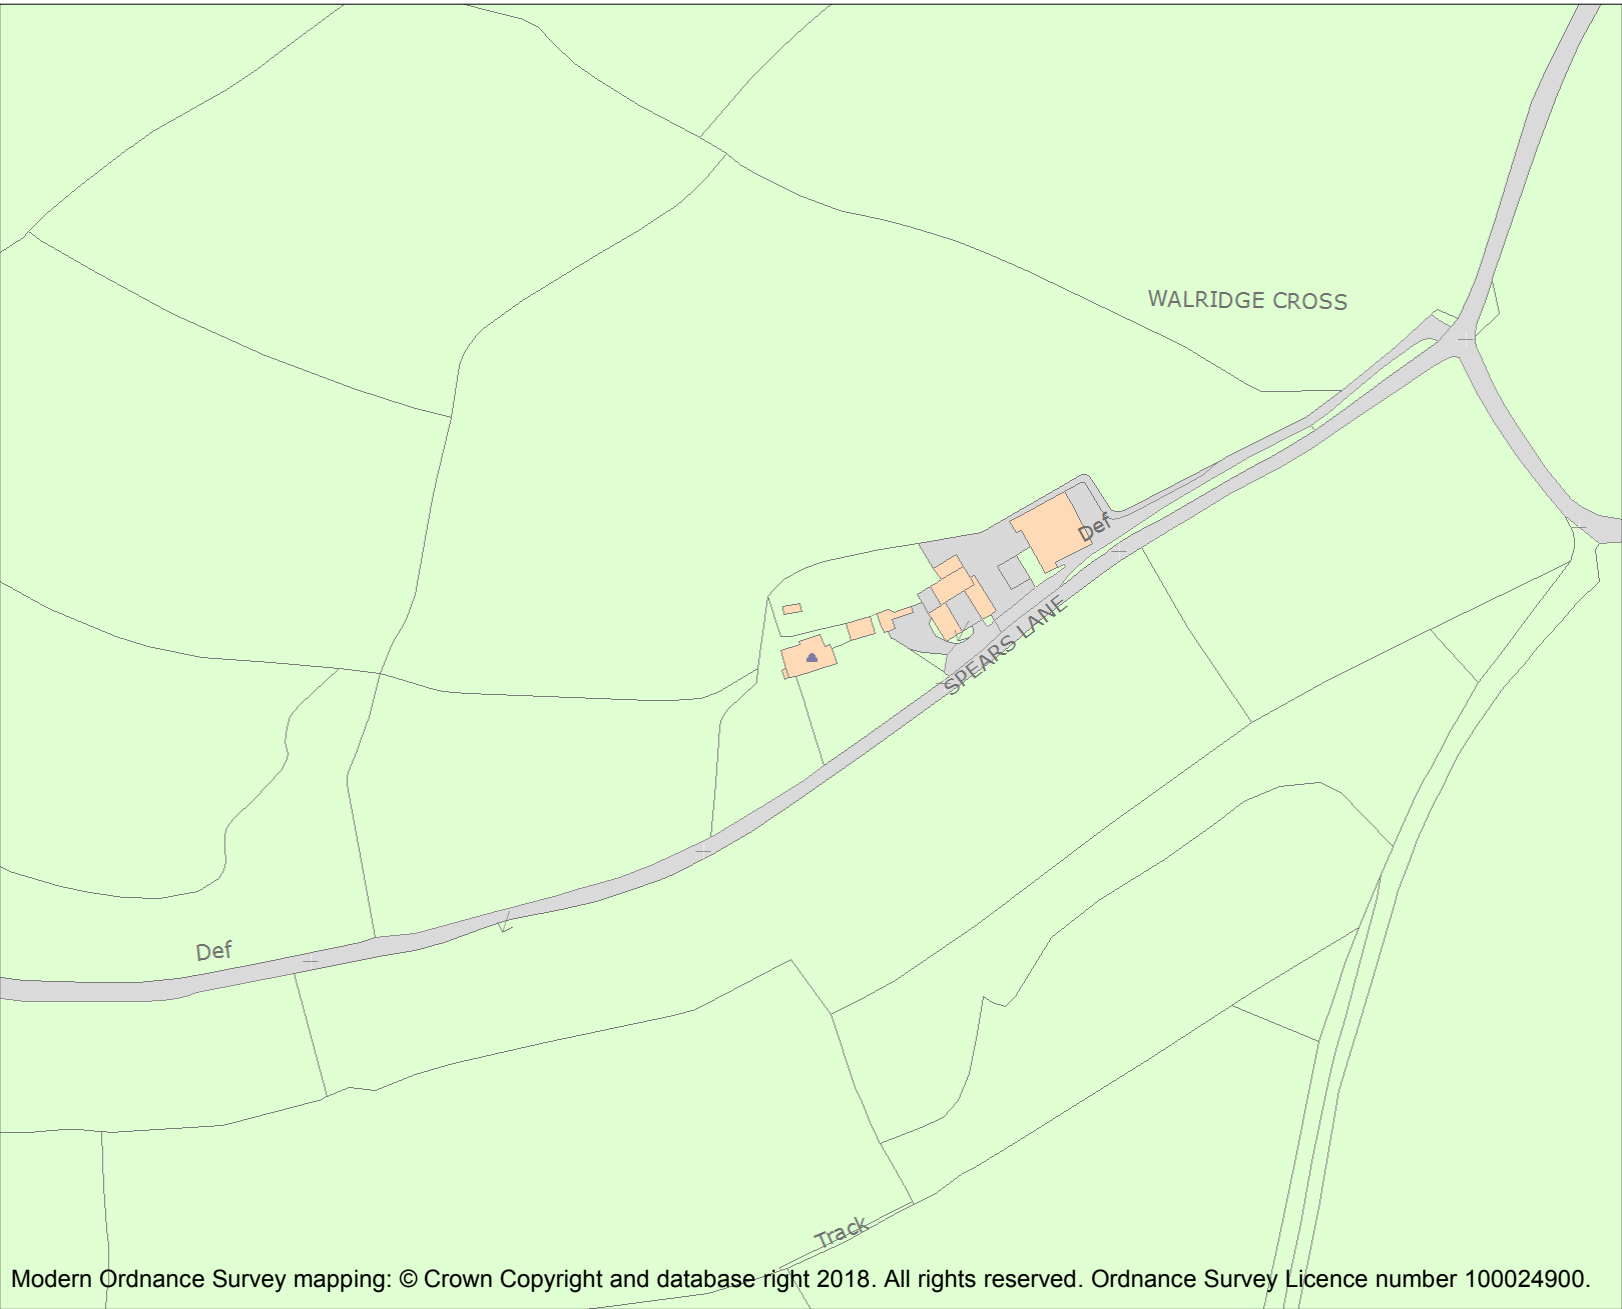 WALRIDGE CROSS
Def
SPEARS LANE
Def
Track
Modern Ordnance Survey mapping: © Crown Copyright and database right 2018. All rights reserved. Ordnance Survey Licence number 100024900.